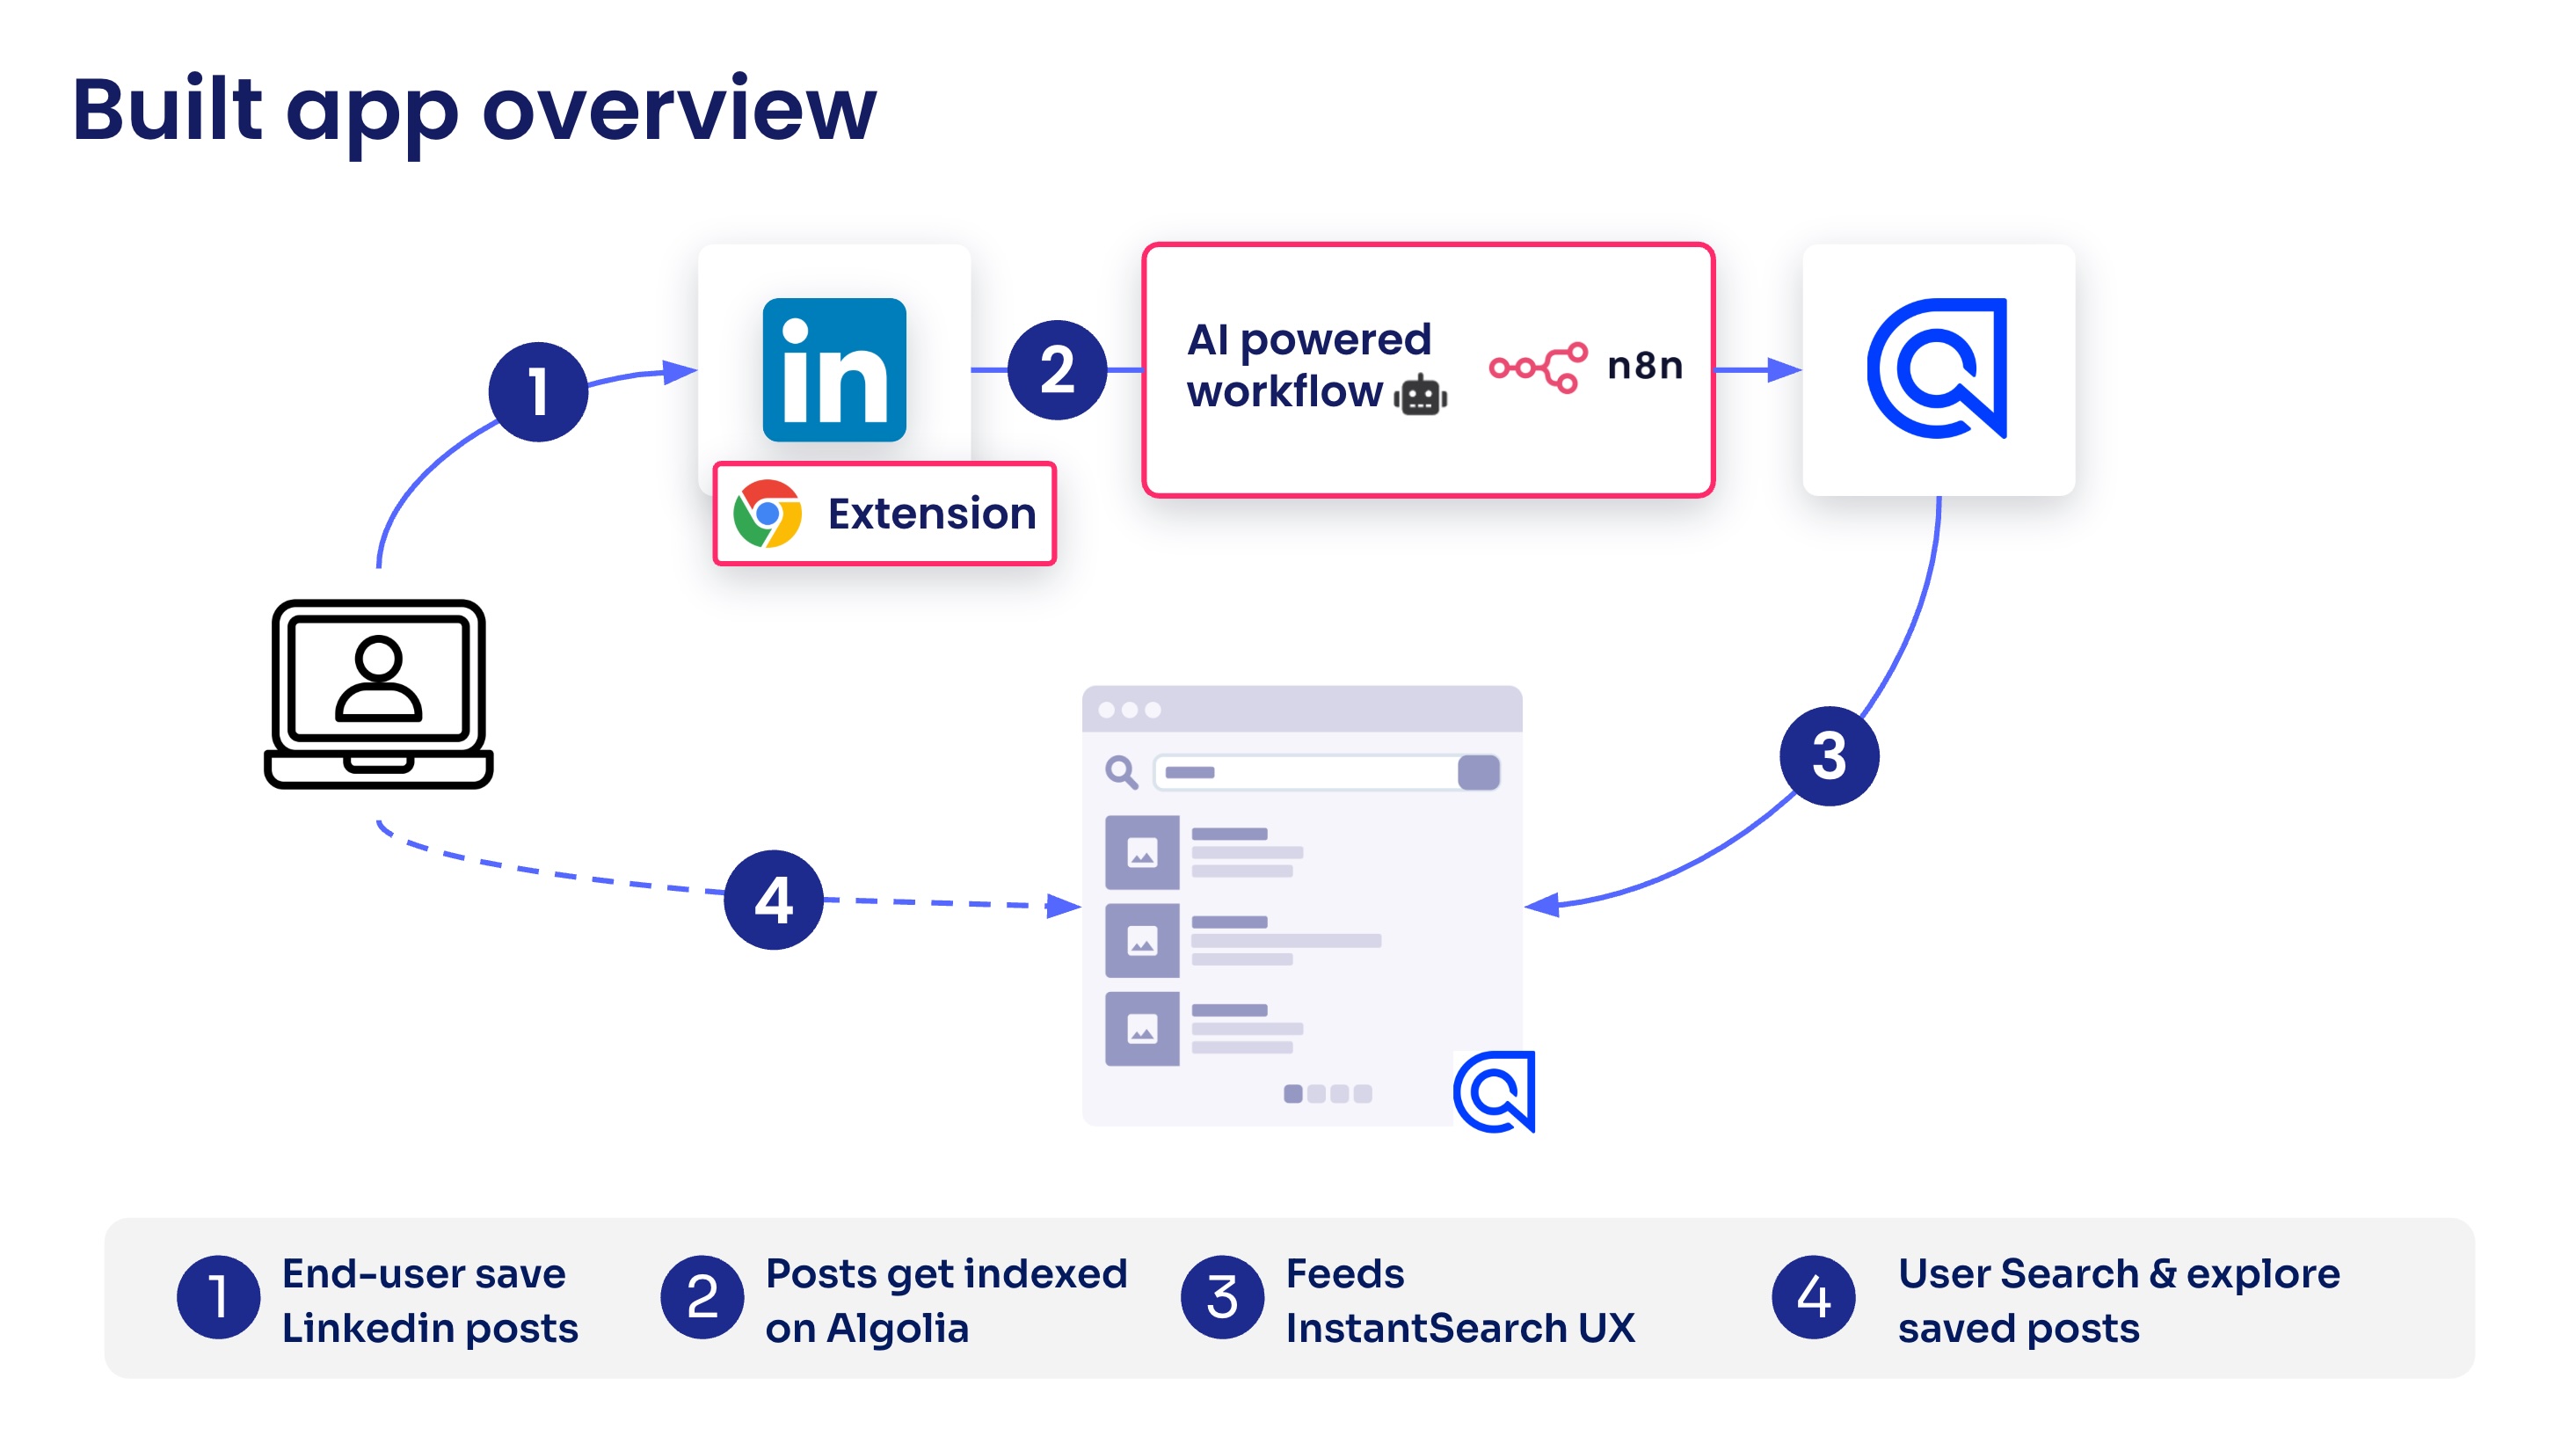 Built app overview
1
in
2
AI powered
workflow
n8n
Extension
3
4
1
End-user save
Linkedin posts
2
Posts get indexed
on Algolia
3
Feeds
InstantSearch UX
4
User Search & explore
saved posts